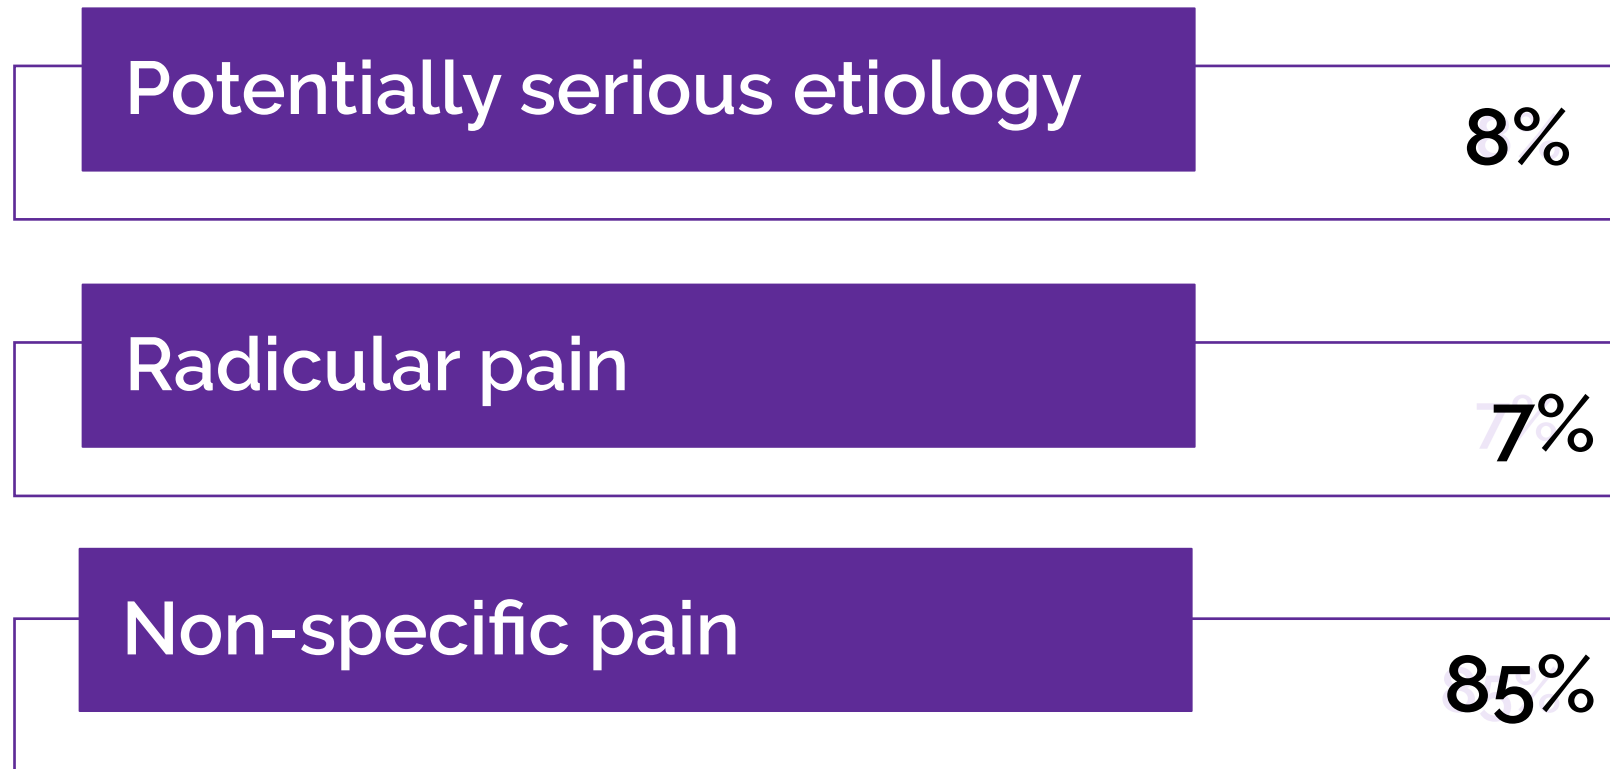 Potentially serious etiology
8%
Radicular pain
7%
Non-specific pain
85%